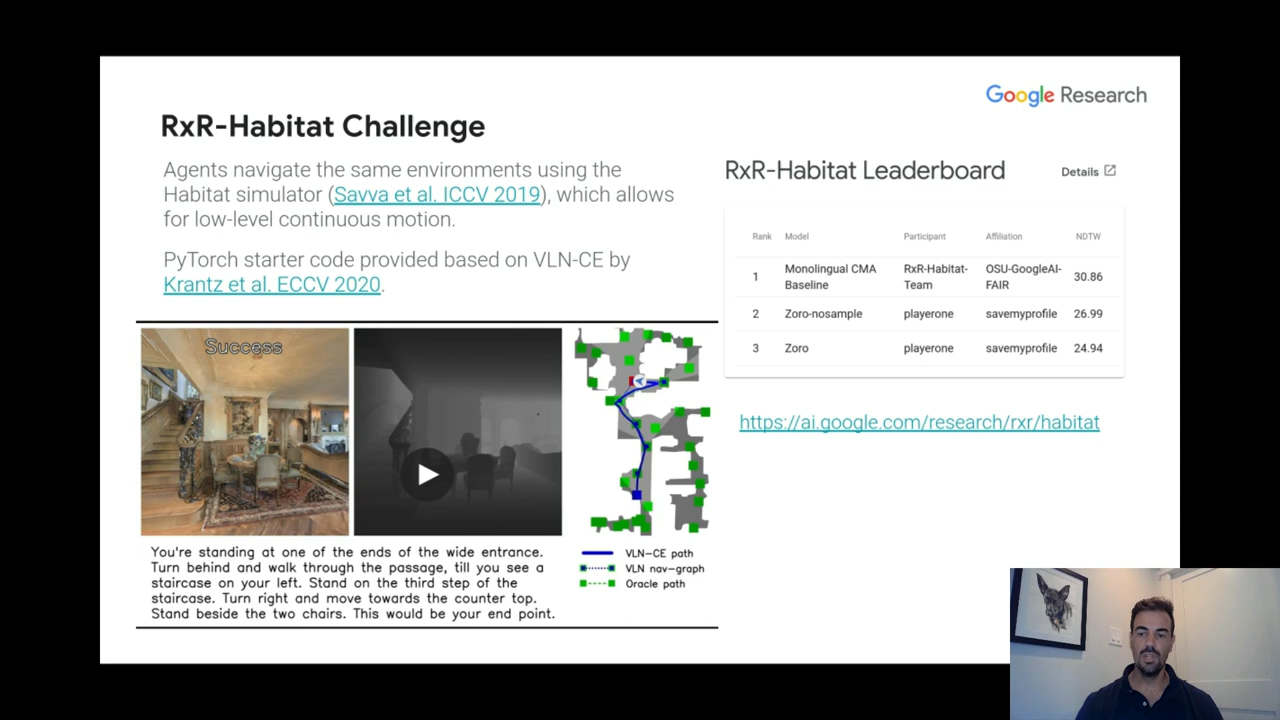 Google Research
RxR-Habitat Challenge
Agents navigate the same environments using the
Habitat simulator (Savva et al. ICCV 2019), which allows
for low-level continuous motion.
PyTorch starter code provided based on VLN-CE by
Krantz et al. ECCV 2020.
Success
You're standing at one of the ends of the wide entrance.
Turn behind and walk through the passage, till you see a
staircase on your left. Stand on the third step of the
staircase. Turn right and move towards the counter top.
Stand beside the two chairs. This would be your end point.
VLN-CE path
VLN nav-graph
Oracle path
RxR-Habitat Leaderboard
Details
Rank Model Participant Affiliation NDTW
1 Monolingual CMA Baseline RxR-Habitat-Team OSU-GoogleAI-FAIR 30.86
2 Zoro-nosample playerone savemyprofile 26.99
3 Zoro playerone savemyprofile 24.94
https://ai.google.com/research/rxr/habitat